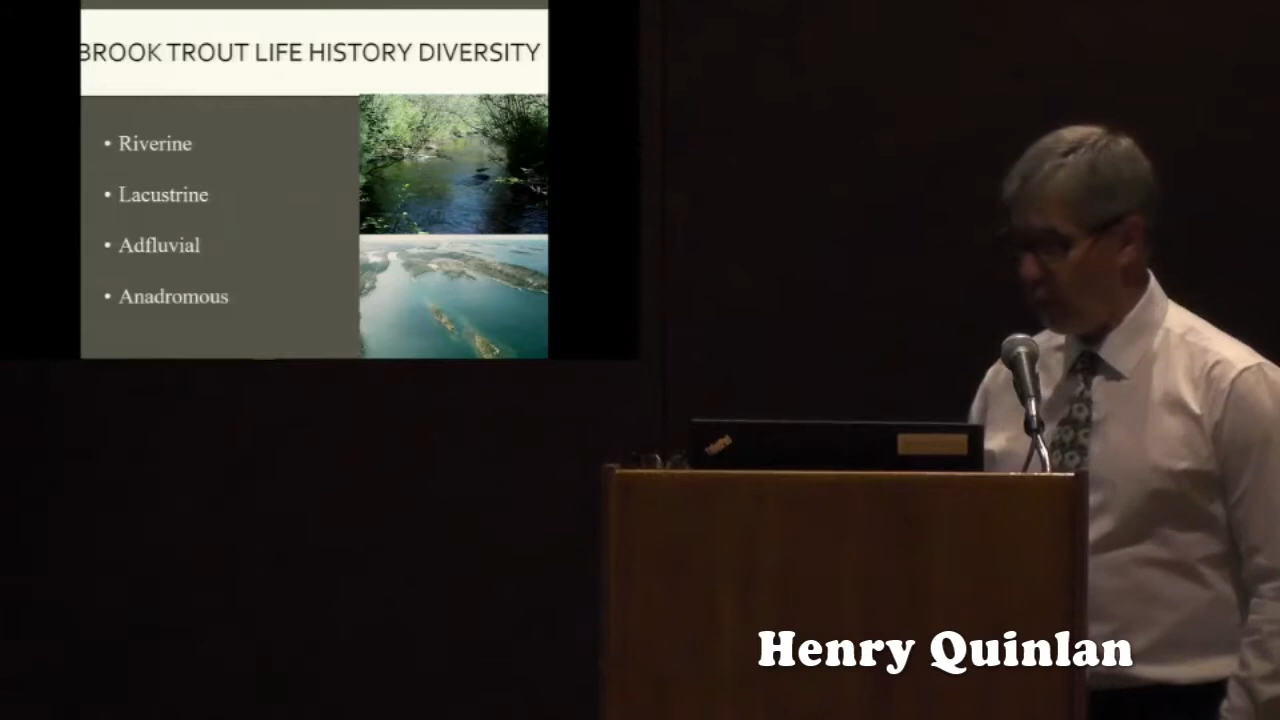 BROOK TROUT LIFE HISTORY DIVERSITY
• Riverine
• Lacustrine
• Adfluvial
• Anadromous
Henry Quinlan